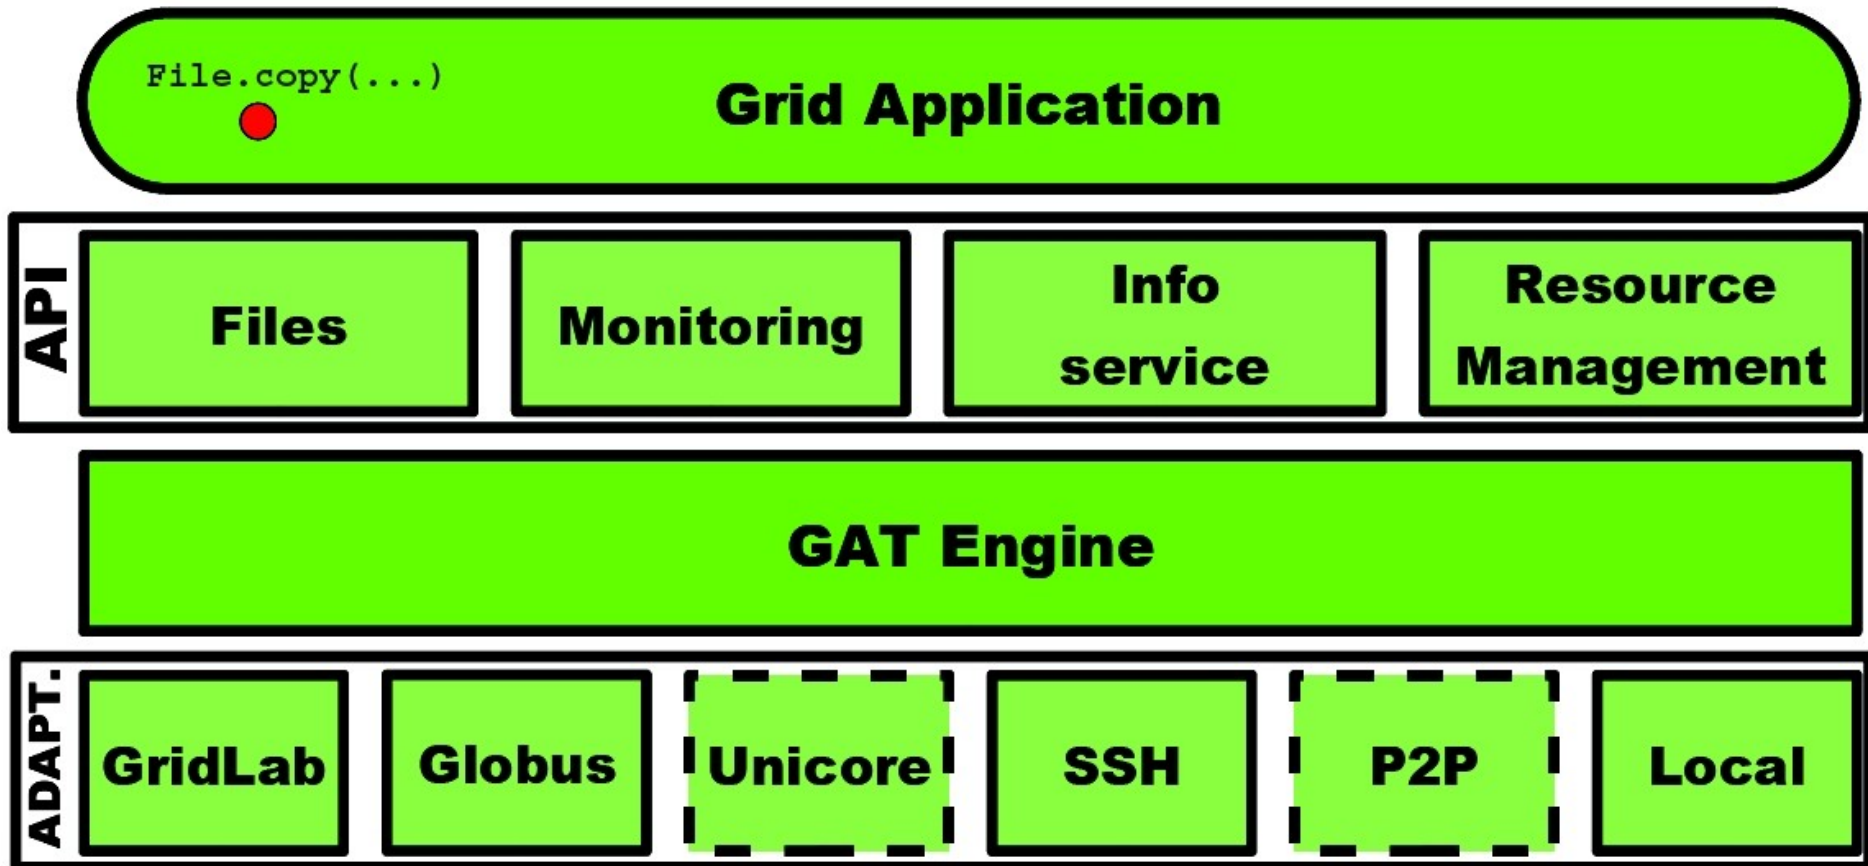 File.copy(...)
Grid Application
API
Files
Monitoring
Info
service
Resource
Management
GAT Engine
ADAPT.
GridLab
Globus
Unicore
SSH
P2P
Local